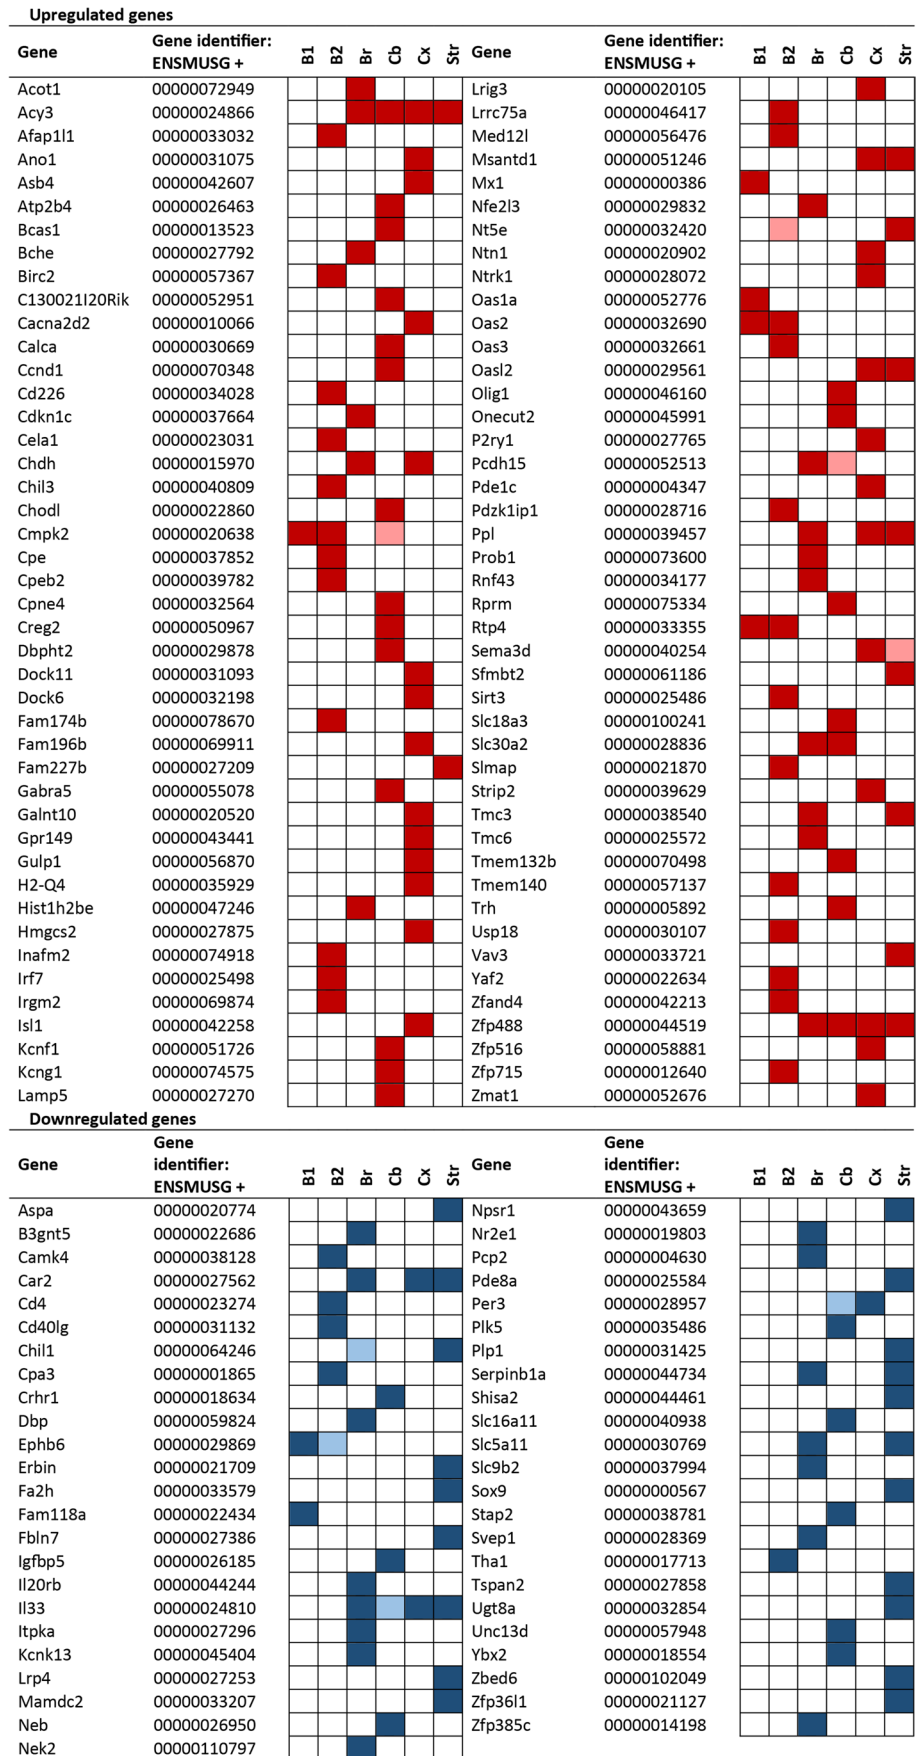 Upregulated genes
Gene Gene identifier: ENSMUSG + B1 B2 Br Cb Cx Str Gene Gene identifier: ENSMUSG + B1 B2 Br Cb Cx Str
Acot1 00000072949 Lrig3 00000020105
Acy3 00000024866 Lrrc75a 00000046417
Afap1l1 00000033032 Med12l 00000056476
Ano1 00000031075 Msantd1 00000051246
Asb4 00000042607 Mx1 00000000386
Atp2b4 00000026463 Nfe2l3 00000029832
Bcas1 00000013523 Nt5e 00000032420
Bche 00000027792 Ntn1 00000020902
Birc2 00000057367 Ntrk1 00000028072
C130021I20Rik 00000052951 Oas1a 00000052776
Cacna2d2 00000010066 Oas2 00000032690
Calca 00000030669 Oas3 00000032661
Ccnd1 00000070348 Oasl2 00000029561
Cd226 00000034028 Olig1 00000046160
Cdkn1c 00000037664 Onecut2 00000045991
Cela1 00000023031 P2ry1 00000027765
Chdh 00000015970 Pcdh15 00000052513
Chil3 00000040809 Pde1c 00000004347
Chodl 00000022860 Pdzk1ip1 00000028716
Cmpk2 00000020638 Ppl 00000039457
Cpe 00000037852 Prob1 00000073600
Cpeb2 00000039782 Rnf43 00000034177
Cpne4 00000032564 Rprm 00000075334
Creg2 00000050967 Rtp4 00000033355
Dbpht2 00000029878 Sema3d 00000040254
Dock11 00000031093 Sfmbt2 00000061186
Dock6 00000032198 Sirt3 00000025486
Fam174b 00000078670 Slc18a3 00000100241
Fam196b 00000069911 Slc30a2 00000028836
Fam227b 00000027209 Slmap 00000021870
Gabra5 00000055078 Strip2 00000039629
Galnt10 00000020520 Tmc3 00000038540
Gpr149 00000043441 Tmc6 00000025572
Gulp1 00000056870 Tmem132b 00000070498
H2-Q4 00000035929 Tmem140 00000057137
Hist1h2be 00000047246 Trh 00000005892
Hmgcs2 00000027875 Usp18 00000030107
Inafm2 00000074918 Vav3 00000033721
Irf7 00000025498 Yaf2 00000022634
Irgm2 00000069874 Zfand4 00000042213
Isl1 00000042258 Zfp488 00000044519
Kcnf1 00000051726 Zfp516 00000058881
Kcng1 00000074575 Zfp715 00000012640
Lamp5 00000027270 Zmat1 00000052676
Downregulated genes
Gene Gene identifier: ENSMUSG + B1 B2 Br Cb Cx Str Gene Gene identifier: ENSMUSG + B1 B2 Br Cb Cx Str
Aspa 00000020774 Npsr1 00000043659
B3gnt5 00000022686 Nr2e1 00000019803
Camk4 00000038128 Pcp2 00000004630
Car2 00000027562 Pde8a 00000025584
Cd4 00000023274 Per3 00000028957
Cd40lg 00000031132 Plk5 00000035486
Chil1 00000064246 Plp1 00000031425
Cpa3 00000001865 Serpinb1a 00000044734
Crhr1 00000018634 Shisa2 00000044461
Dbp 00000059824 Slc16a11 00000040938
Ephb6 00000029869 Slc5a11 00000030769
Erbin 00000021709 Slc9b2 00000037994
Fa2h 00000033579 Sox9 00000000567
Fam118a 00000022434 Stap2 00000038781
Fbln7 00000027386 Svep1 00000028369
Igfbp5 00000026185 Tha1 00000017713
Il20rb 00000044244 Tspan2 00000027858
Il33 00000024810 Ugt8a 00000032854
Itpka 00000027296 Unc13d 00000057948
Kcnk13 00000045404 Ybx2 00000018554
Lrp4 00000027253 Zbed6 00000102049
Mamdc2 00000033207 Zfp36l1 00000021127
Neb 00000026950 Zfp385c 00000014198
Nek2 00000110797